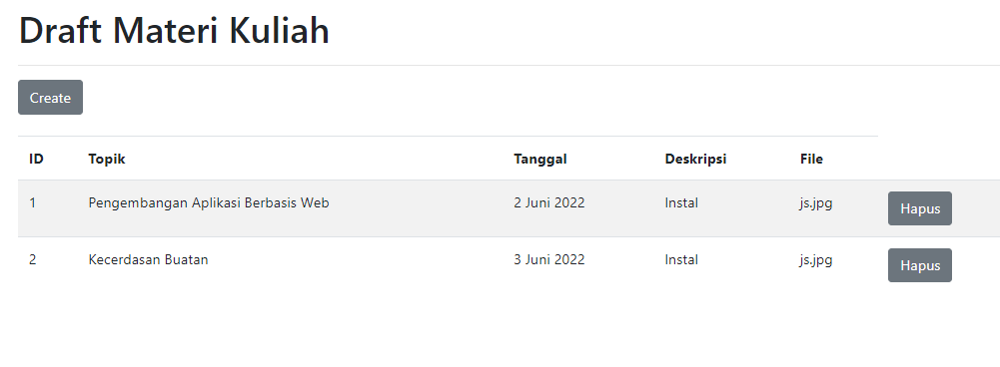 Draft Materi Kuliah
Create
ID Topik Tanggal Deskripsi File
1 Pengembangan Aplikasi Berbasis Web 2 Juni 2022 Instal js.jpg Hapus
2 Kecerdasan Buatan 3 Juni 2022 Instal js.jpg Hapus